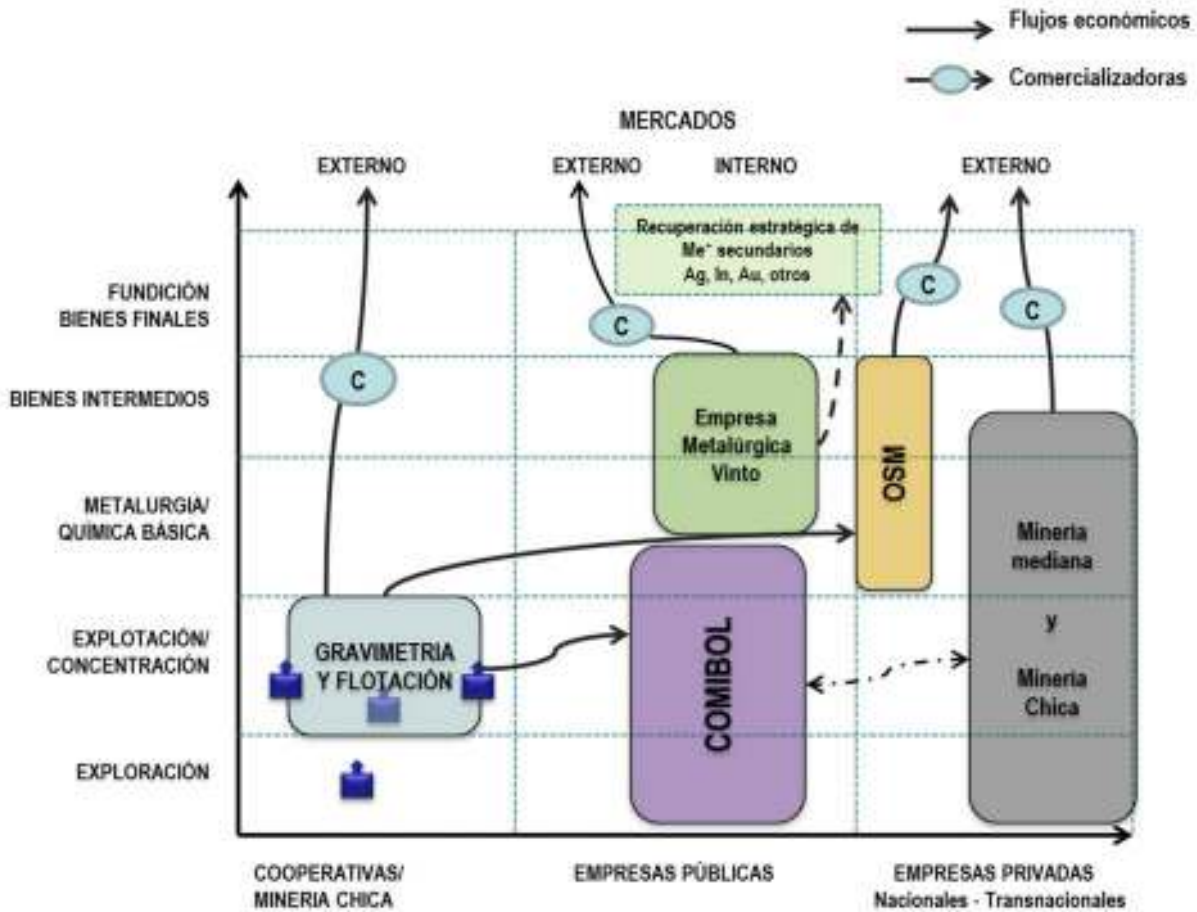 Flujos económicos
Comercializadoras
MERCADOS
EXTERNO
EXTERNO
INTERNO
EXTERNO
Recuperación estratégica de
Me⁺ secundarios
Ag, In, Au, otros
FUNDICIÓN
BIENES FINALES
C
C
C
C
BIENES INTERMEDIOS
Empresa
Metalúrgica
Vinto
OSM
METALURGIA/
QUÍMICA BÁSICA
Minería
mediana
y
Minería
Chica
EXPLOTACIÓN/
CONCENTRACIÓN
GRAVIMETRIA
Y FLOTACIÓN
COMIBOL
EXPLORACIÓN
COOPERATIVAS/
MINERIA CHICA
EMPRESAS PÚBLICAS
EMPRESAS PRIVADAS
Nacionales - Transnacionales